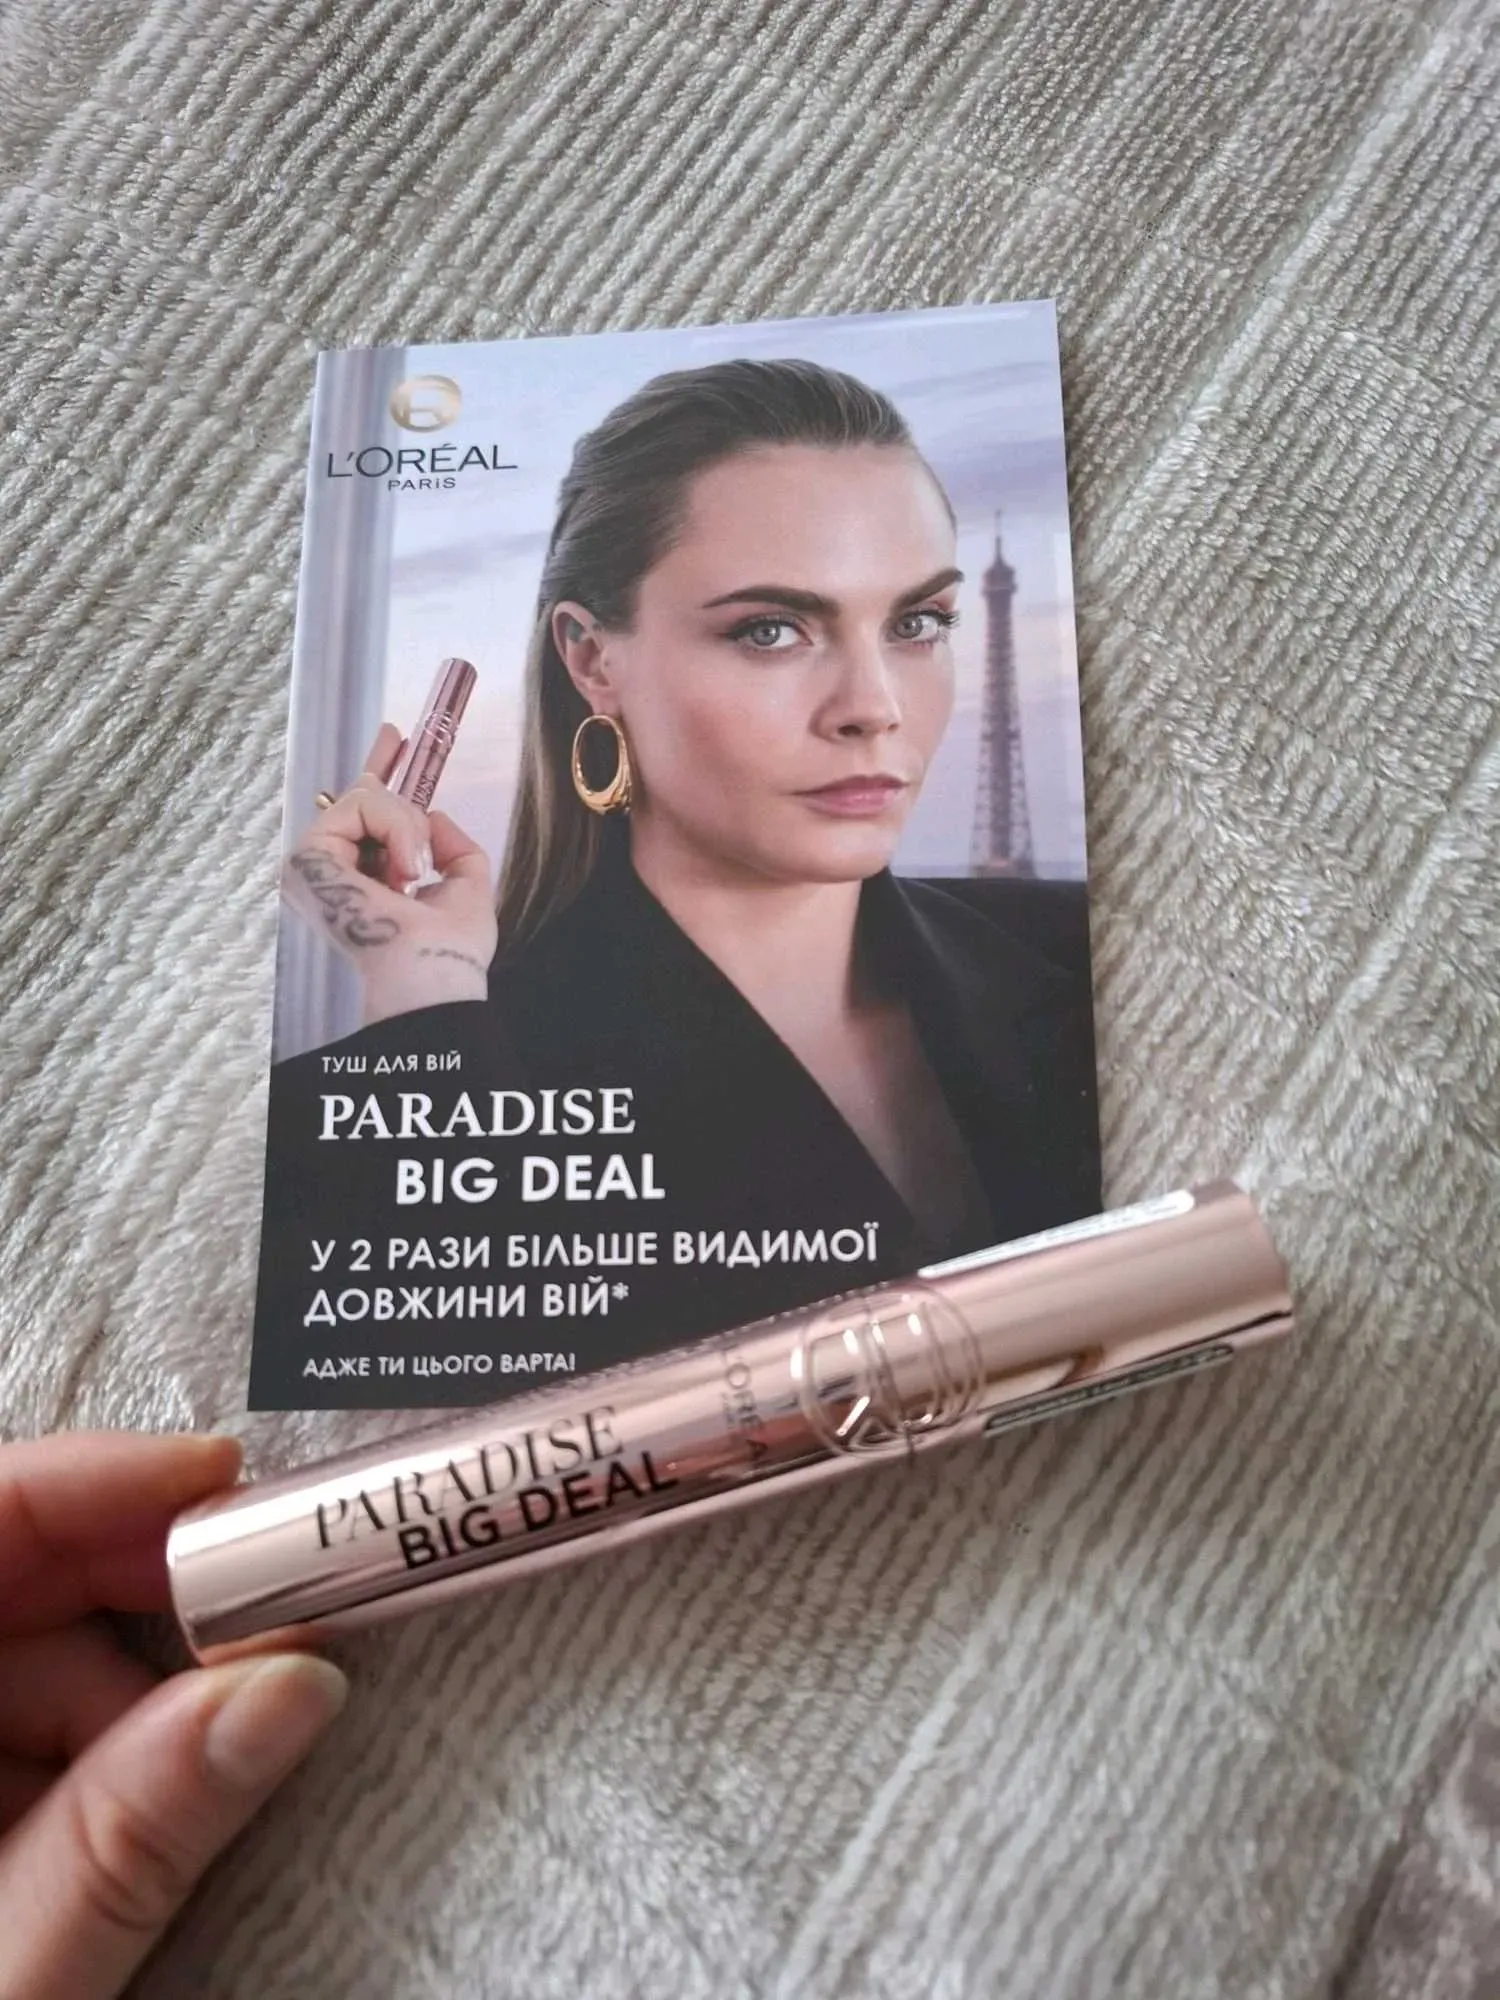 L'ORÉAL
PARIS
ТУШ ДЛЯ ВІЙ
PARADISE
BIG DEAL
У 2 РАЗИ БІЛЬШЕ ВИДИМОЇ
ДОВЖИНИ ВІЙ*
АДЖЕ ТИ ЦЬОГО ВАРТА!
PARADISE
BIG DEAL
L'ORÉAL